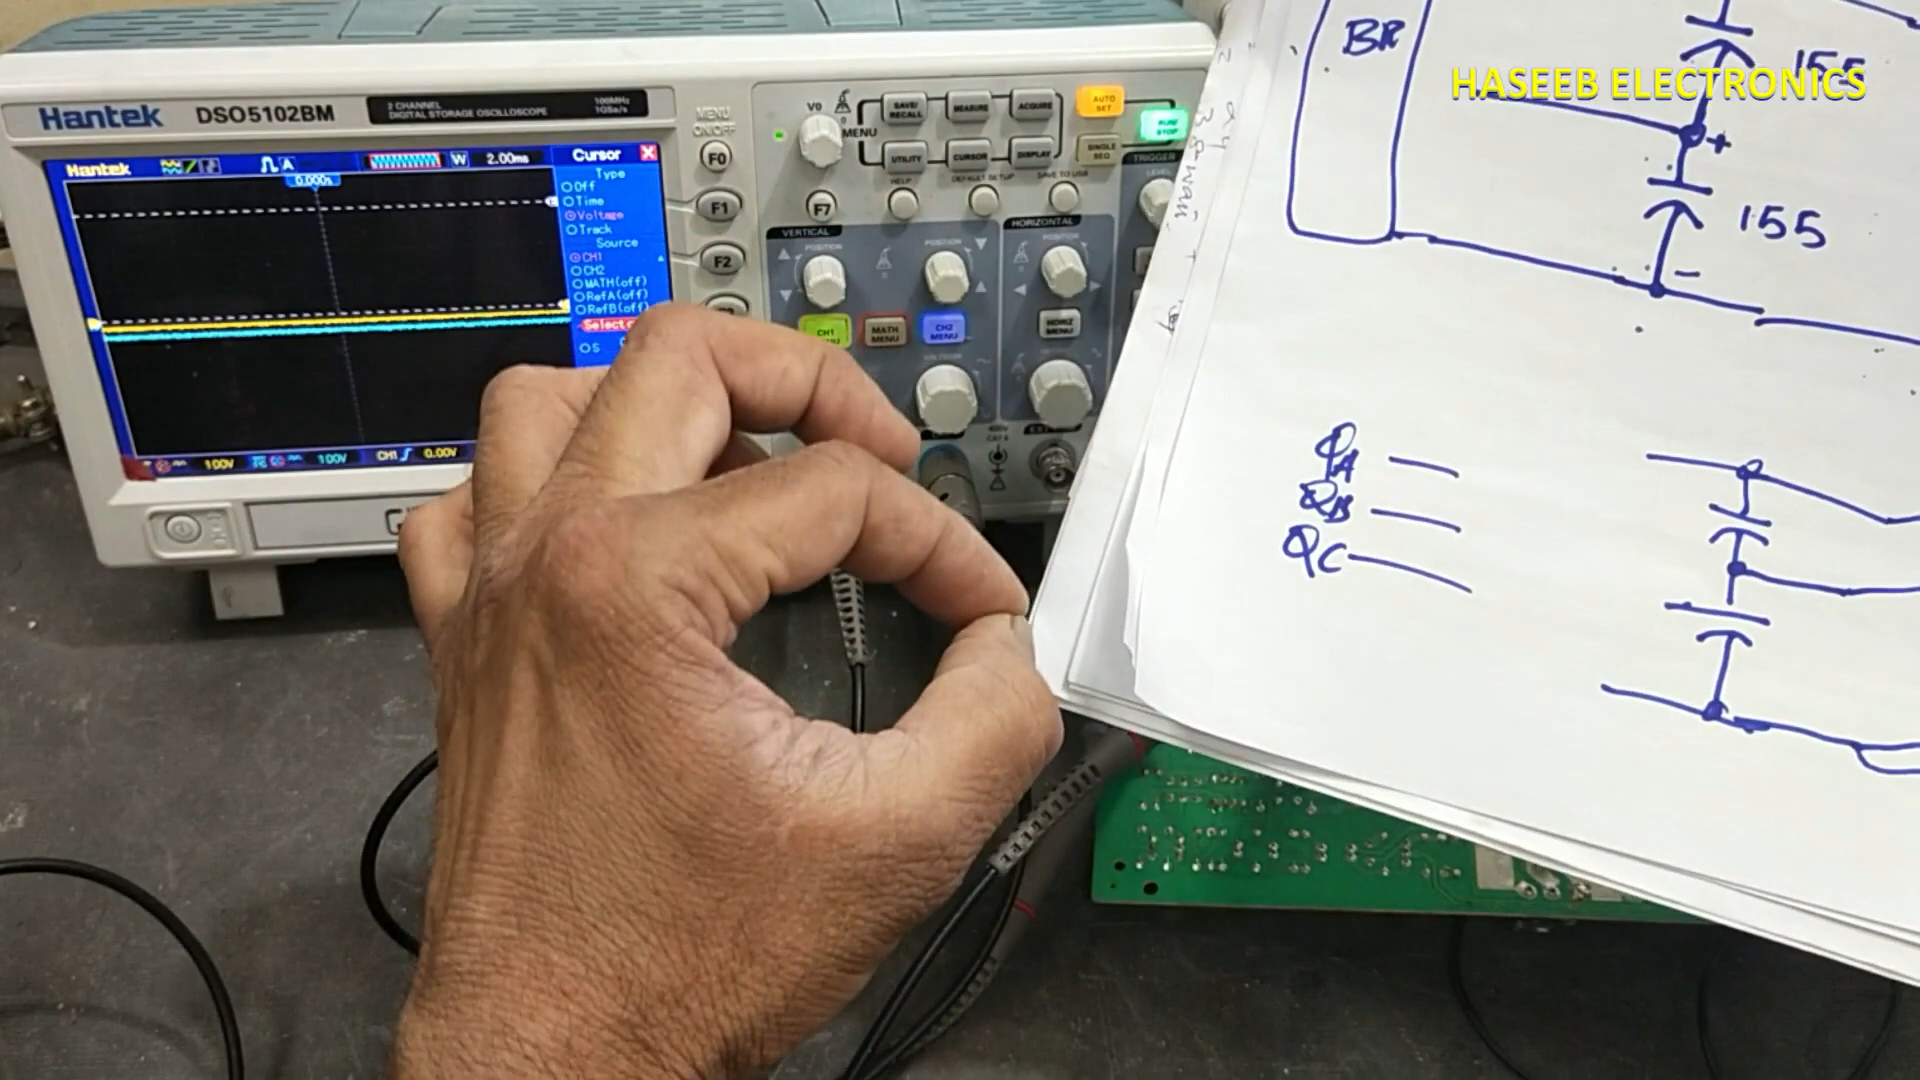 HASEEB ELECTRONICS
Hantek
DSO5102BM
2 CHANNEL
DIGITAL STORAGE OSCILLOSCOPE
100MHz
1GSa/s
MENU
ON/OFF
F0
F1
F2
V0
MENU
F7
SAVE/
RECALL
MEASURE
ACQUIRE
UTILITY
CURSOR
DISPLAY
AUTO
SET
RUN/
STOP
SINGLE
SEQ
TRIGGER
LEVEL
HELP
DEFAULT SETUP
SAVE TO USB
VERTICAL
HORIZONTAL
POSITION
POSITION
POSITION
CH1
MENU
MATH
MENU
CH2
MENU
HORIZ
MENU
Hantek
A
W
2.00ms
0.000s
Cursor
Type
Off
Time
Voltage
Track
Source
CH1
CH2
MATH(off)
RefA(off)
RefB(off)
100V
100V
CH1
0.00V
BR
155
+
155
-
QA
QB
QC